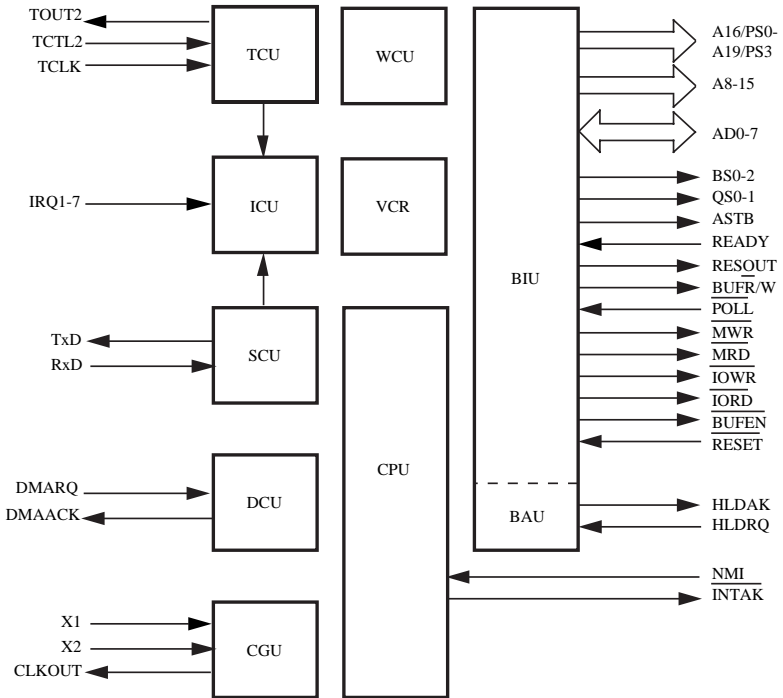 TOUT2
TCTL2
TCLK
TCU
WCU
A16/PS0-
A19/PS3
A8-15
AD0-7
IRQ1-7
ICU
VCR
BIU
BS0-2
QS0-1
ASTB
READY
RESOUT
BUFR/W
POLL
MWR
MRD
IOWR
IORD
BUFEN
RESET
TxD
RxD
SCU
CPU
DMARQ
DMAACK
DCU
BAU
HLDAK
HLDRQ
NMI
INTAK
X1
X2
CLKOUT
CGU